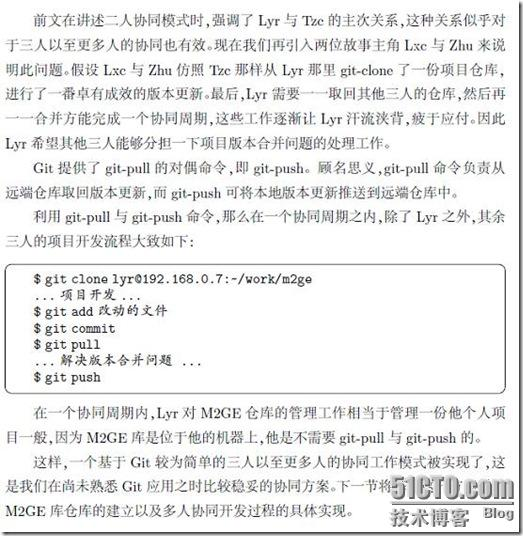 前文在讲述二人协同模式时,强调了 Lyr 与 Tzc 的主次关系,这种关系似乎对
于三人以至更多人的协同也有效。现在我们再引入两位故事主角 Lxc 与 Zhu 来说
明此问题。假设 Lxc 与 Zhu 仿照 Tzc 那样从 Lyr 那里 git-clone 了一份项目仓库,
进行了一番卓有成效的版本更新。最后,Lyr 需要一一取回其他三人的仓库,然后再
一一合并方能完成一个协同周期,这些工作逐渐让 Lyr 汗流浃背,疲于应付。因此
Lyr 希望其他三人能够分担一下项目版本合并问题的处理工作。
Git 提供了 git-pull 的对偶命令,即 git-push。顾名思义,git-pull 命令负责从
远端仓库取回版本更新,而 git-push 可将本地版本更新推送到远端仓库中。
利用 git-pull 与 git-push 命令,那么在一个协同周期之内,除了 Lyr 之外,其余
三人的项目开发流程大致如下:
$ git clone lyr@192.168.0.7:~/work/m2ge
... 项目开发 ...
$ git add 改动的文件
$ git commit
$ git pull
... 解决版本合并问题 ...
$ git push
在一个协同周期内,Lyr 对 M2GE 仓库的管理工作相当于管理一份他个人项
目一般,因为 M2GE 库是位于他的机器上,他是不需要 git-pull 与 git-push 的。
这样,一个基于 Git 较为简单的三人以至更多人的协同工作模式被实现了,这
是我们在尚未熟悉 Git 应用之时比较稳妥的协同方案。下一节将
M2GE 库仓库的建立以及多人协同开发过程的具体实现。
51CTO.com
技术博客 Blog